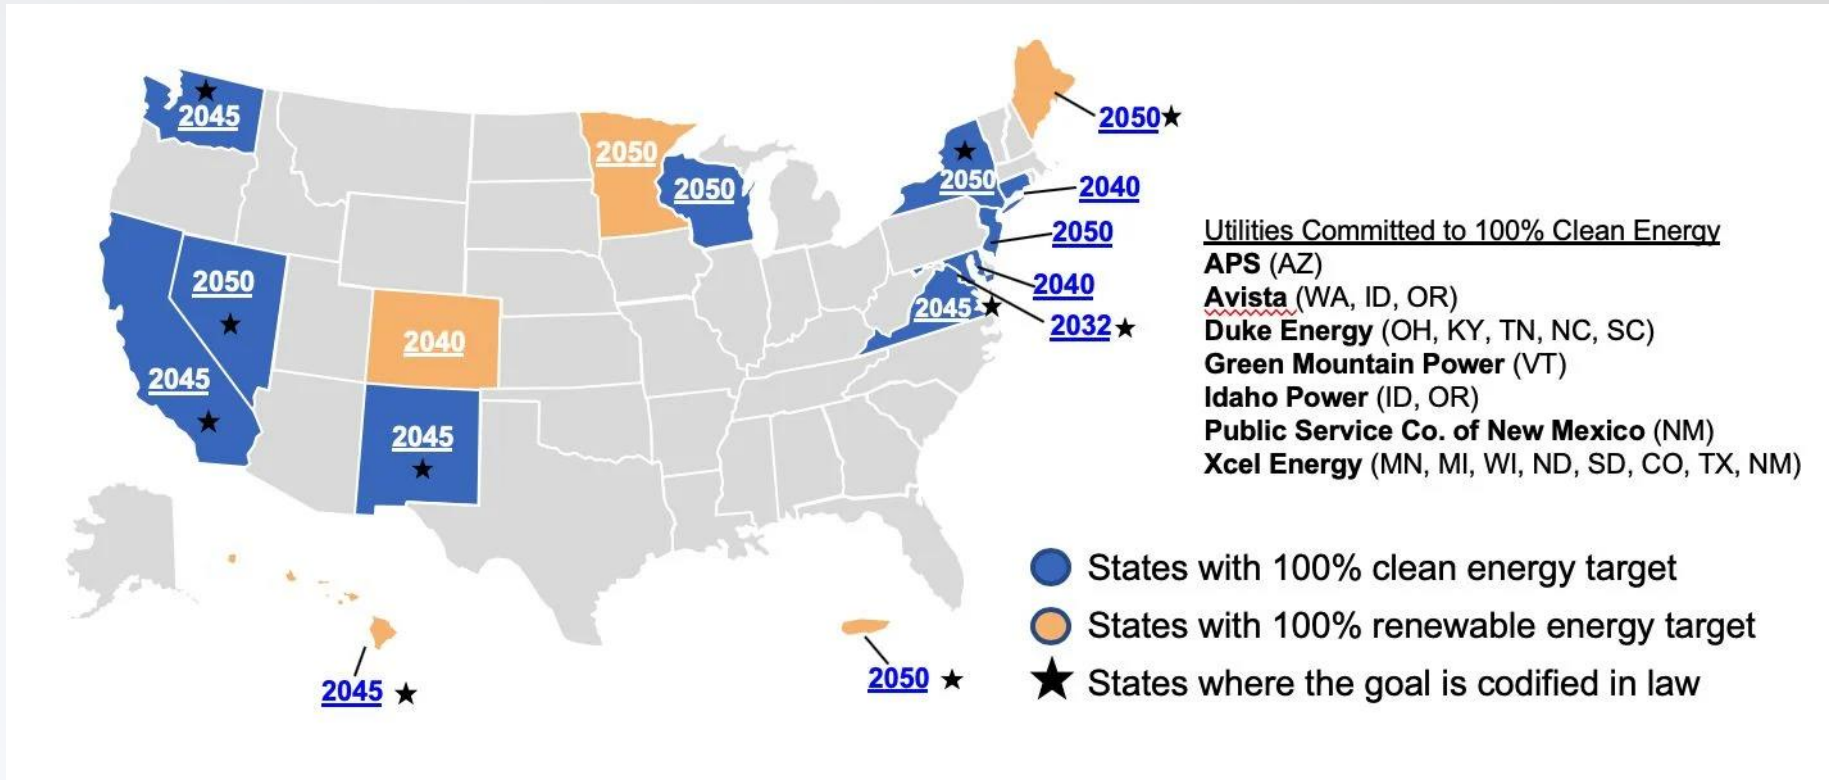 2045
2050
2045
2040
2045
2050
2050
2050
2050
2040
2050
2040
2045
2032
2045
2050
Utilities Committed to 100% Clean Energy
APS (AZ)
Avista (WA, ID, OR)
Duke Energy (OH, KY, TN, NC, SC)
Green Mountain Power (VT)
Idaho Power (ID, OR)
Public Service Co. of New Mexico (NM)
Xcel Energy (MN, MI, WI, ND, SD, CO, TX, NM)
States with 100% clean energy target
States with 100% renewable energy target
States where the goal is codified in law